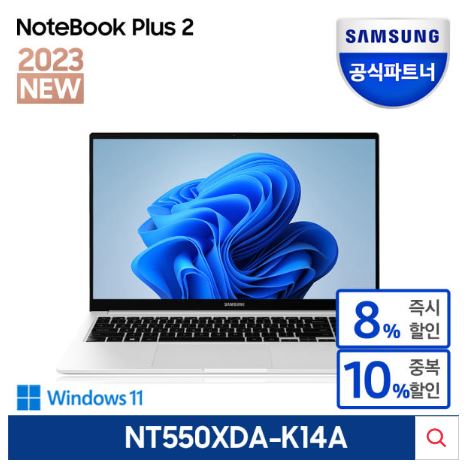 NoteBook Plus 2
2023
NEW
SAMSUNG
공식파트너
SAMSUNG
8% 즉시
할인
10% 중복
할인
Windows 11
NT550XDA-K14A